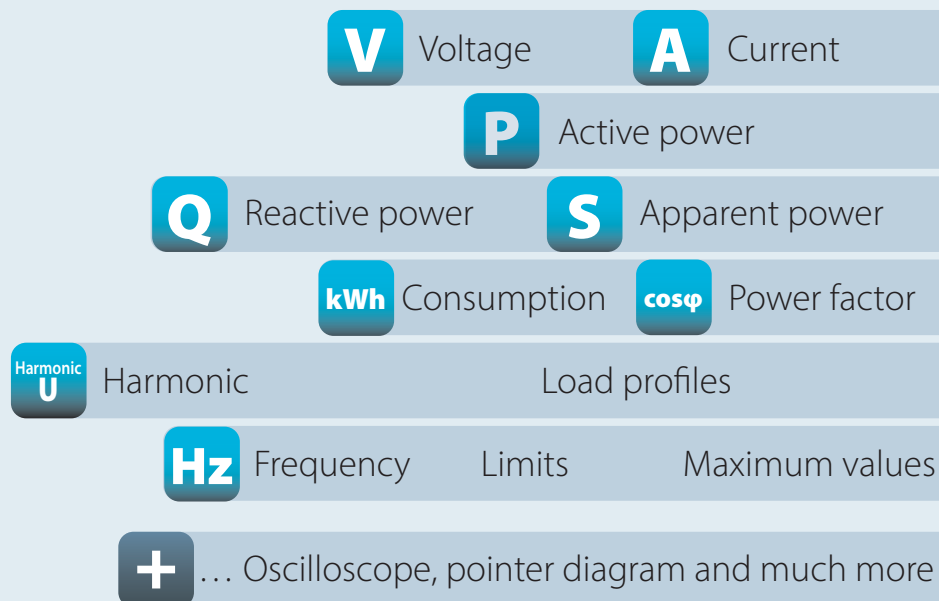 V Voltage A Current
P Active power
Q Reactive power S Apparent power
kWh Consumption cosφ Power factor
Harmonic
U Harmonic Load profiles
Hz Frequency Limits Maximum values
+ … Oscilloscope, pointer diagram and much more